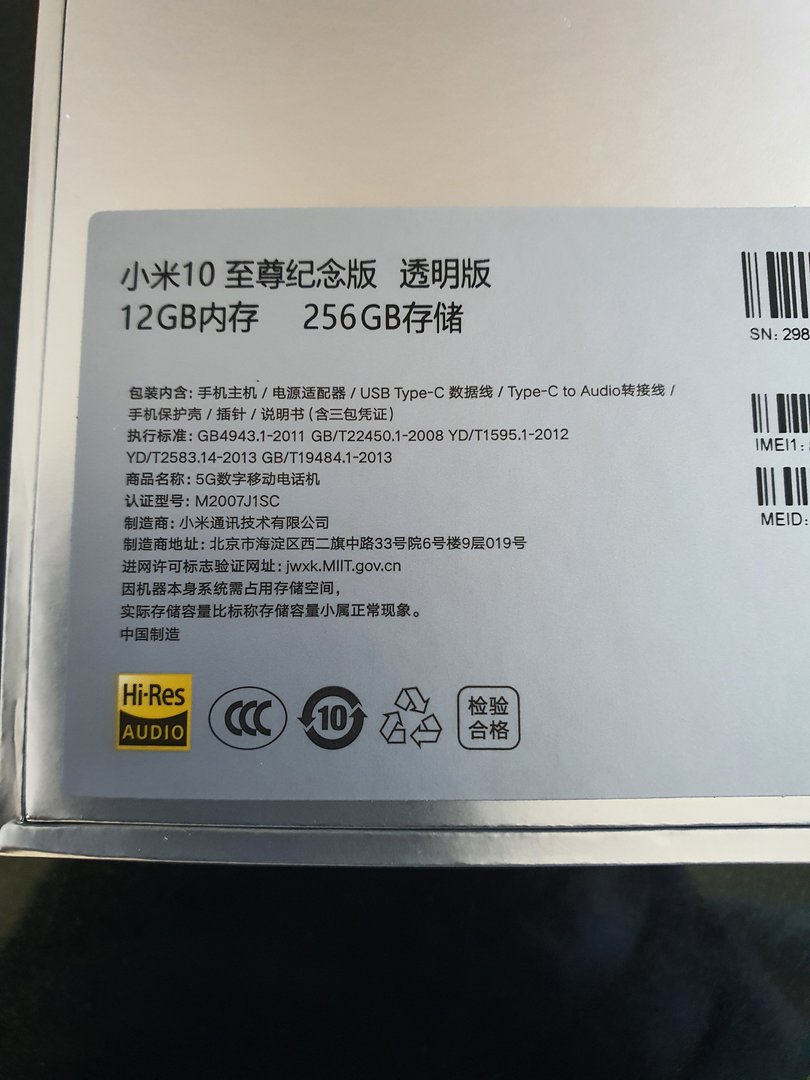 小米10 至尊纪念版 透明版
12GB内存 256GB存储
包装内含: 手机主机 / 电源适配器 / USB Type-C 数据线 / Type-C to Audio转接线 /
手机保护壳 / 插针 / 说明书 (含三包凭证)
执行标准: GB4943.1-2011 GB/T22450.1-2008 YD/T1595.1-2012
YD/T2583.14-2013 GB/T19484.1-2013
商品名称: 5G数字移动电话机
认证型号: M2007J1SC
制造商: 小米通讯技术有限公司
制造商地址: 北京市海淀区西二旗中路33号院6号楼9层019号
进网许可标志验证网址: jwxk.MIIT.gov.cn
因机器本身系统需占用存储空间,
实际存储容量比标称存储容量小属正常现象。
中国制造
Hi-Res
AUDIO
CCC
10
检验
合格
SN: 298
IMEI1:
MEID: